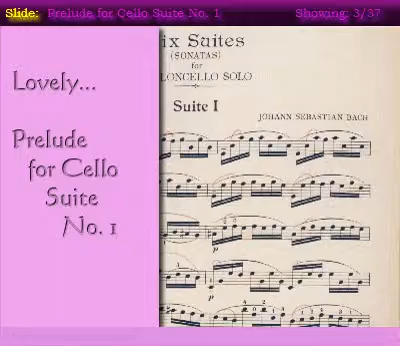 Slide: Prelude for Cello Suite No. 1 Showing: 3/37
ix Suites
(SONATAS)
for
LONCELLO SOLO
Suite I
JOHANN SEBASTIAN BACH
Lovely...
Prelude
for Cello
Suite
No. 1